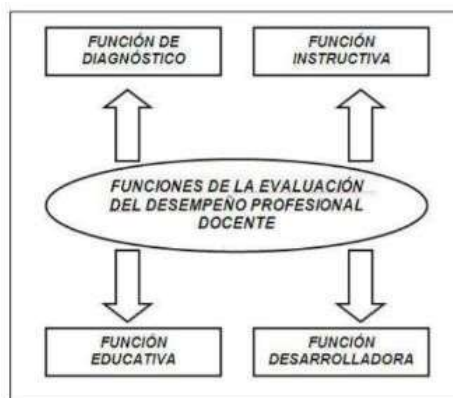 FUNCIÓN DE
DIAGNÓSTICO
FUNCIÓN
INSTRUCTIVA
FUNCIONES DE LA EVALUACIÓN
DEL DESEMPEÑO PROFESIONAL
DOCENTE
FUNCIÓN
EDUCATIVA
FUNCIÓN
DESARROLLADORA